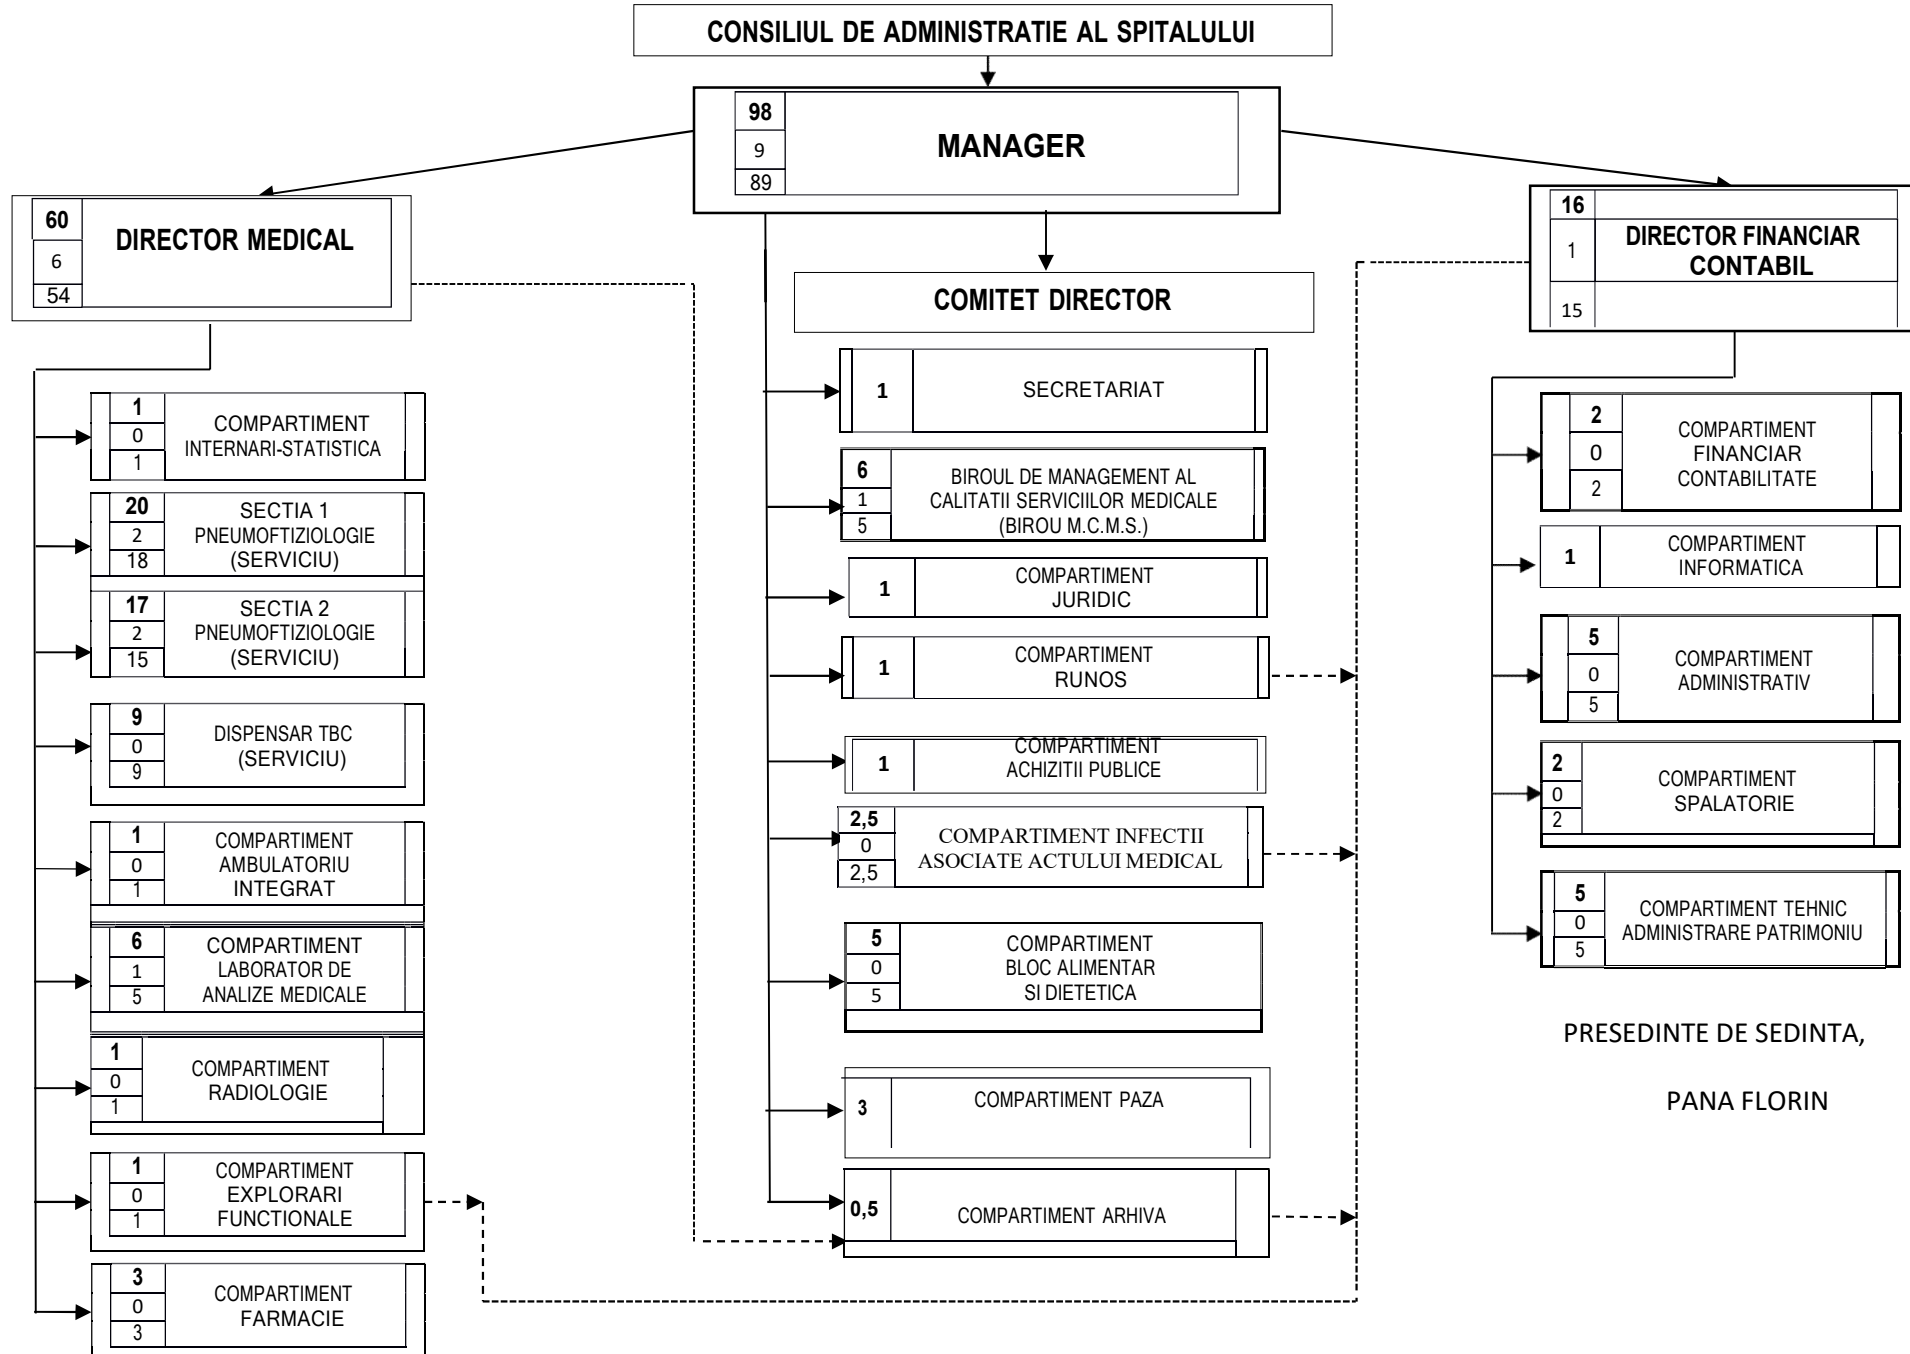 CONSILIUL DE ADMINISTRATIE AL SPITALULUI
98
9
89
MANAGER
60
6
54
DIRECTOR MEDICAL
16
1
15
DIRECTOR FINANCIAR
CONTABIL
COMITET DIRECTOR
1
0
1
COMPARTIMENT
INTERNARI-STATISTICA
20
2
18
SECTIA 1
PNEUMOFTIZIOLOGIE
(SERVICIU)
17
2
15
SECTIA 2
PNEUMOFTIZIOLOGIE
(SERVICIU)
9
0
9
DISPENSAR TBC
(SERVICIU)
1
0
1
COMPARTIMENT
AMBULATORIU
INTEGRAT
6
1
5
COMPARTIMENT
LABORATOR DE
ANALIZE MEDICALE
1
0
1
COMPARTIMENT
RADIOLOGIE
1
0
1
COMPARTIMENT
EXPLORARI
FUNCTIONALE
3
0
3
COMPARTIMENT
FARMACIE
1
SECRETARIAT
6
1
5
BIROUL DE MANAGEMENT AL
CALITATII SERVICIILOR MEDICALE
(BIROU M.C.M.S.)
1
COMPARTIMENT
JURIDIC
1
COMPARTIMENT
RUNOS
1
COMPARTIMENT
ACHIZITII PUBLICE
2,5
0
2,5
COMPARTIMENT INFECTII
ASOCIATE ACTULUI MEDICAL
5
0
5
COMPARTIMENT
BLOC ALIMENTAR
SI DIETETICA
3
COMPARTIMENT PAZA
0,5
COMPARTIMENT ARHIVA
2
0
2
COMPARTIMENT
FINANCIAR
CONTABILITATE
1
COMPARTIMENT
INFORMATICA
5
0
5
COMPARTIMENT
ADMINISTRATIV
2
0
2
COMPARTIMENT
SPALATORIE
5
0
5
COMPARTIMENT TEHNIC
ADMINISTRARE PATRIMONIU
PRESEDINTE DE SEDINTA,
PANA FLORIN